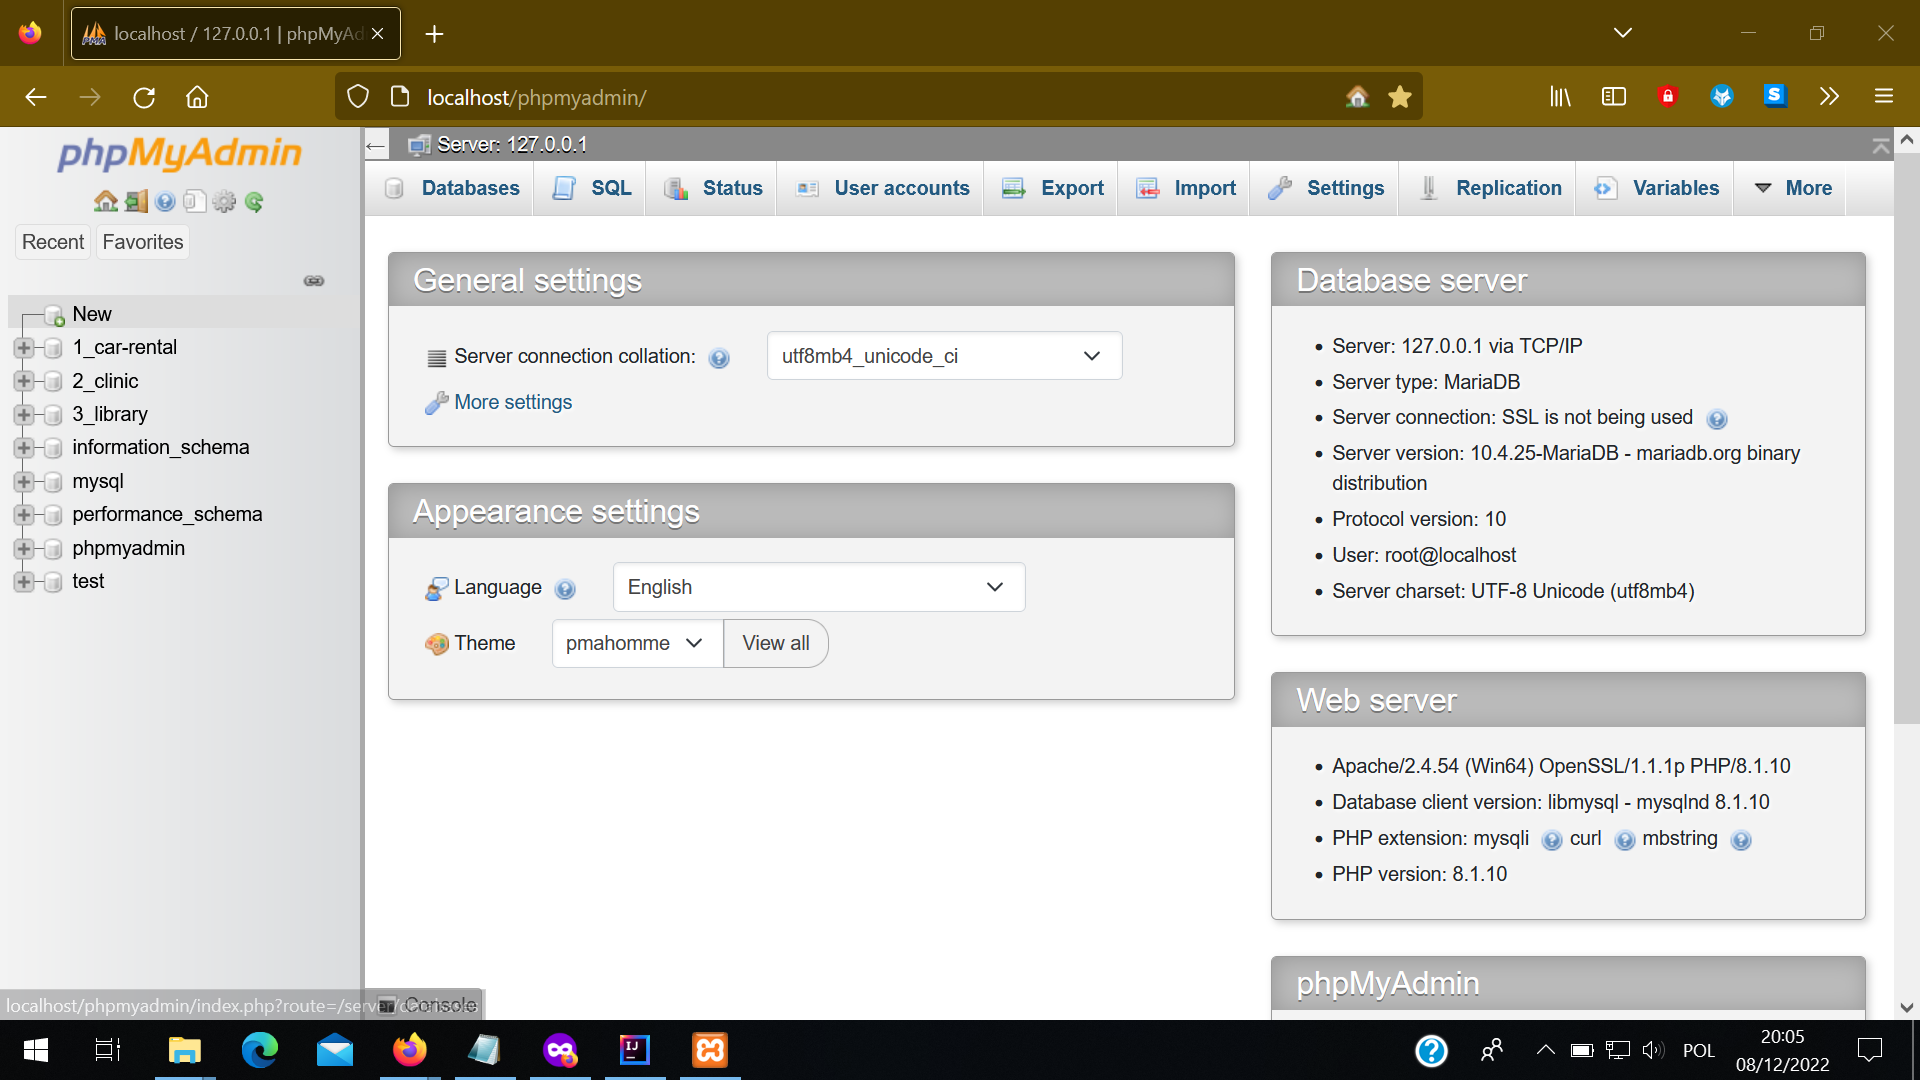 localhost / 127.0.0.1 | phpMyAd
localhost/phpmyadmin/
phpMyAdmin
Recent Favorites
New
1_car-rental
2_clinic
3_library
information_schema
mysql
performance_schema
phpmyadmin
test
localhost/phpmyadmin/index.php?route=/server/databases
Server: 127.0.0.1
Databases SQL Status User accounts Export Import Settings Replication Variables More
General settings
Server connection collation: utf8mb4_unicode_ci
More settings
Appearance settings
Language English
Theme pmahomme View all
Console
Database server
Server: 127.0.0.1 via TCP/IP
Server type: MariaDB
Server connection: SSL is not being used
Server version: 10.4.25-MariaDB - mariadb.org binary
distribution
Protocol version: 10
User: root@localhost
Server charset: UTF-8 Unicode (utf8mb4)
Web server
Apache/2.4.54 (Win64) OpenSSL/1.1.1p PHP/8.1.10
Database client version: libmysql - mysqlnd 8.1.10
PHP extension: mysqli curl mbstring
PHP version: 8.1.10
phpMyAdmin
POL
20:05
08/12/2022